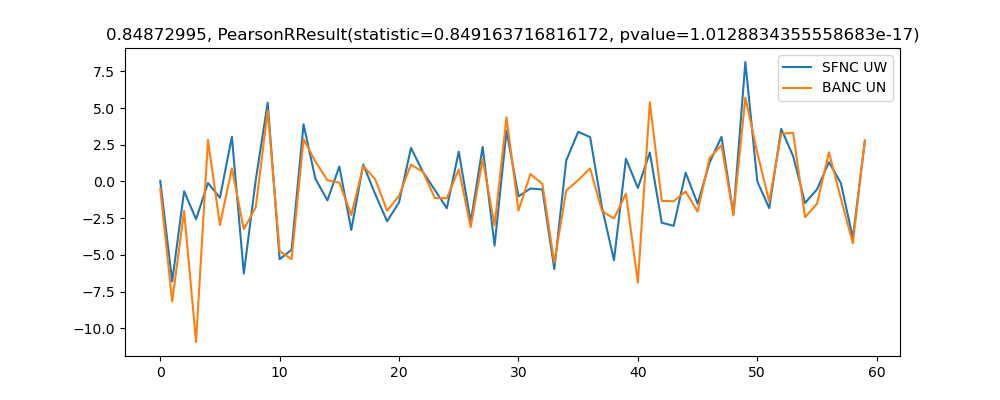 0.84872995, PearsonRResult(statistic=0.849163716816172, pvalue=1.0128834355558683e-17)
SFNC UW
BANC UN
7.5
5.0
2.5
0.0
−2.5
−5.0
−7.5
−10.0
0 10 20 30 40 50 60